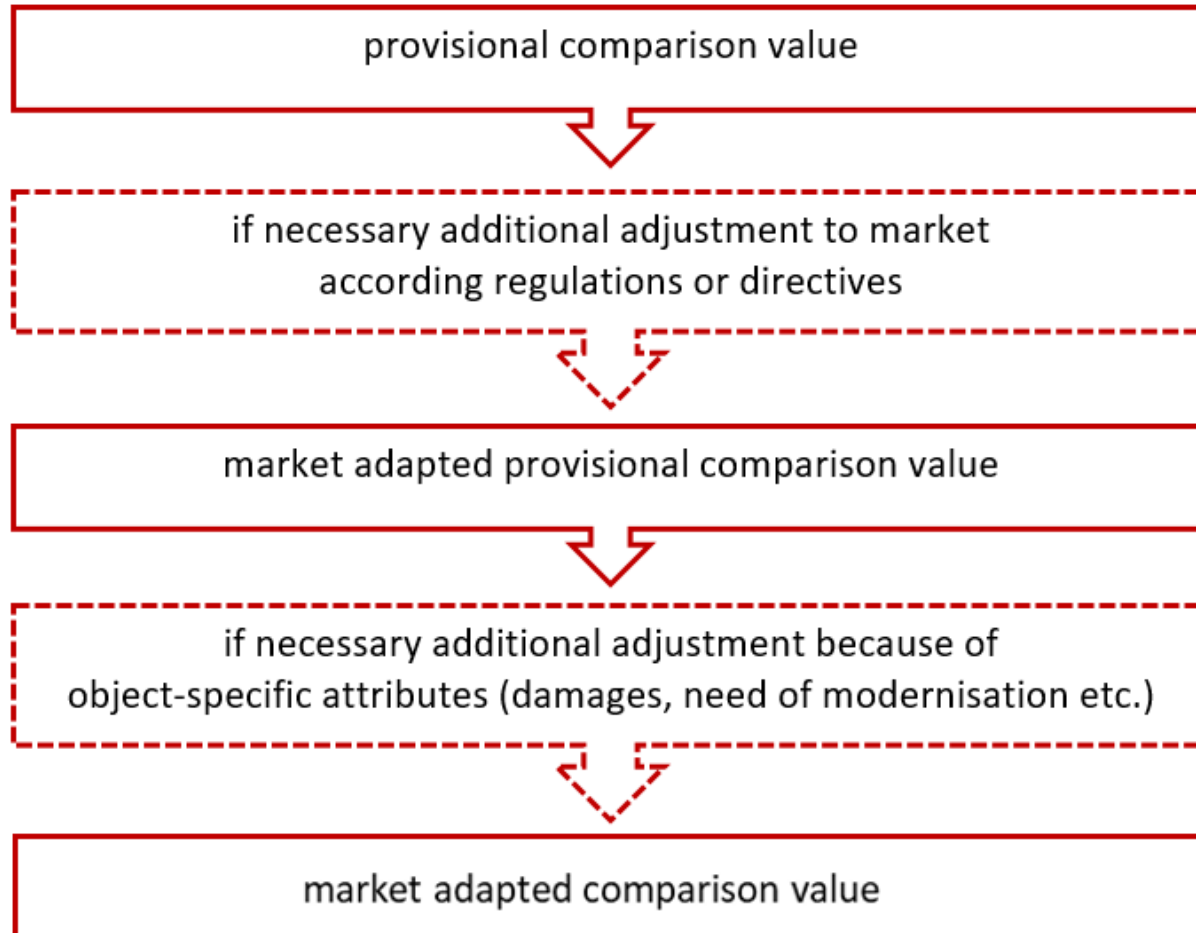 provisional comparison value
if necessary additional adjustment to market
according regulations or directives
market adapted provisional comparison value
if necessary additional adjustment because of
object-specific attributes (damages, need of modernisation etc.)
market adapted comparison value